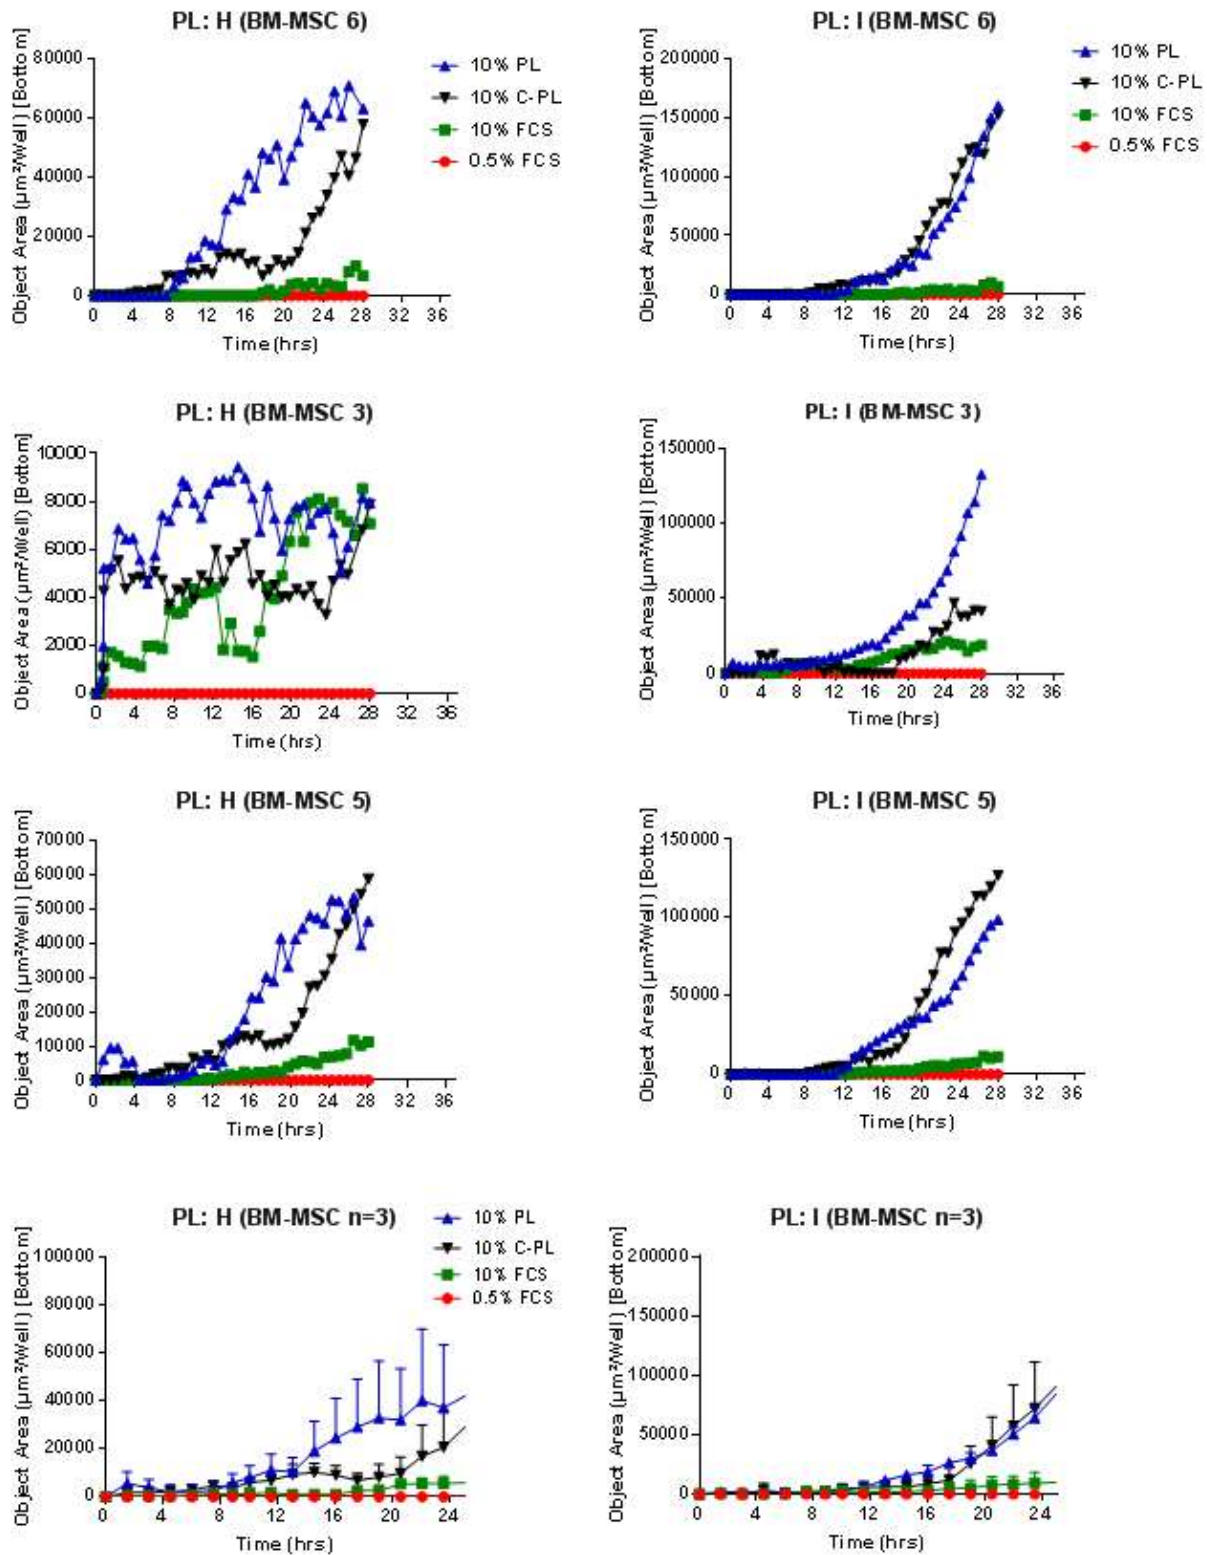 PL: H (BM-MSC 6)
Object Area (µm²/Well) [Bottom]
80000
60000
40000
20000
0
0 4 8 12 16 20 24 28 32 36
Time (hrs)
10% PL
10% C-PL
10% FCS
0.5% FCS
PL: I (BM-MSC 6)
Object Area (µm²/Well) [Bottom]
200000
150000
100000
50000
0
0 4 8 12 16 20 24 28 32 36
Time (hrs)
10% PL
10% C-PL
10% FCS
0.5% FCS
PL: H (BM-MSC 3)
Object Area (µm²/Well) [Bottom]
10000
8000
6000
4000
2000
0
0 4 8 12 16 20 24 28 32 36
Time (hrs)
PL: I (BM-MSC 3)
Object Area (µm²/Well) [Bottom]
150000
100000
50000
0
0 4 8 12 16 20 24 28 32 36
Time (hrs)
PL: H (BM-MSC 5)
Object Area (µm²/Well) [Bottom]
70000
60000
50000
40000
30000
20000
10000
0
0 4 8 12 16 20 24 28 32 36
Time (hrs)
PL: I (BM-MSC 5)
Object Area (µm²/Well) [Bottom]
150000
100000
50000
0
0 4 8 12 16 20 24 28 32 36
Time (hrs)
PL: H (BM-MSC n=3)
Object Area (µm²/Well) [Bottom]
100000
80000
60000
40000
20000
0
0 4 8 12 16 20 24
Time (hrs)
10% PL
10% C-PL
10% FCS
0.5% FCS
PL: I (BM-MSC n=3)
Object Area (µm²/Well) [Bottom]
200000
150000
100000
50000
0
0 4 8 12 16 20 24
Time (hrs)